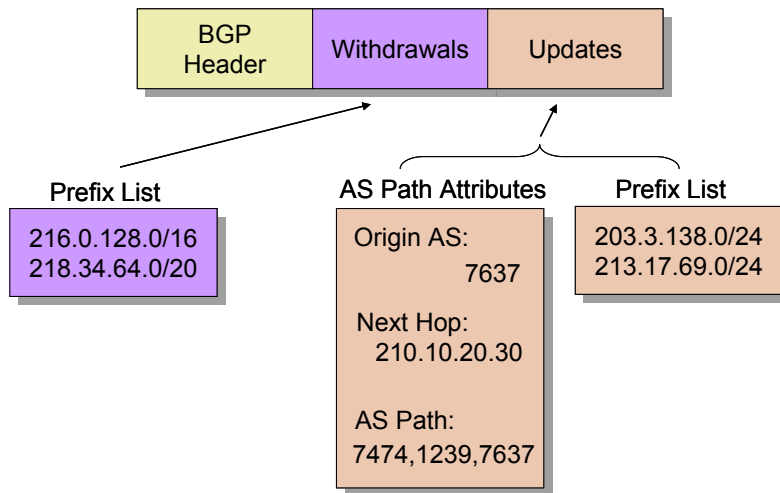 BGP
Header
Withdrawals
Updates
Prefix List
216.0.128.0/16
218.34.64.0/20
AS Path Attributes
Origin AS:
7637
Next Hop:
210.10.20.30
AS Path:
7474,1239,7637
Prefix List
203.3.138.0/24
213.17.69.0/24